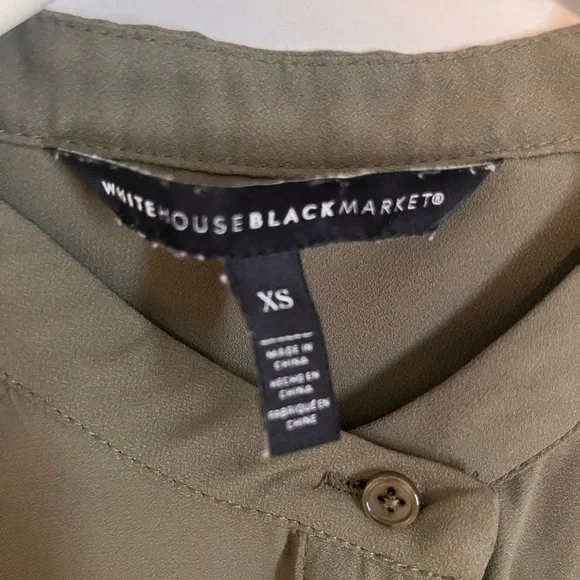 WHITEHOUSEBLACKMARKET®
XS
MADE IN
CHINA
HECHO EN
CHINA
FABRIQUÉ EN
CHINE